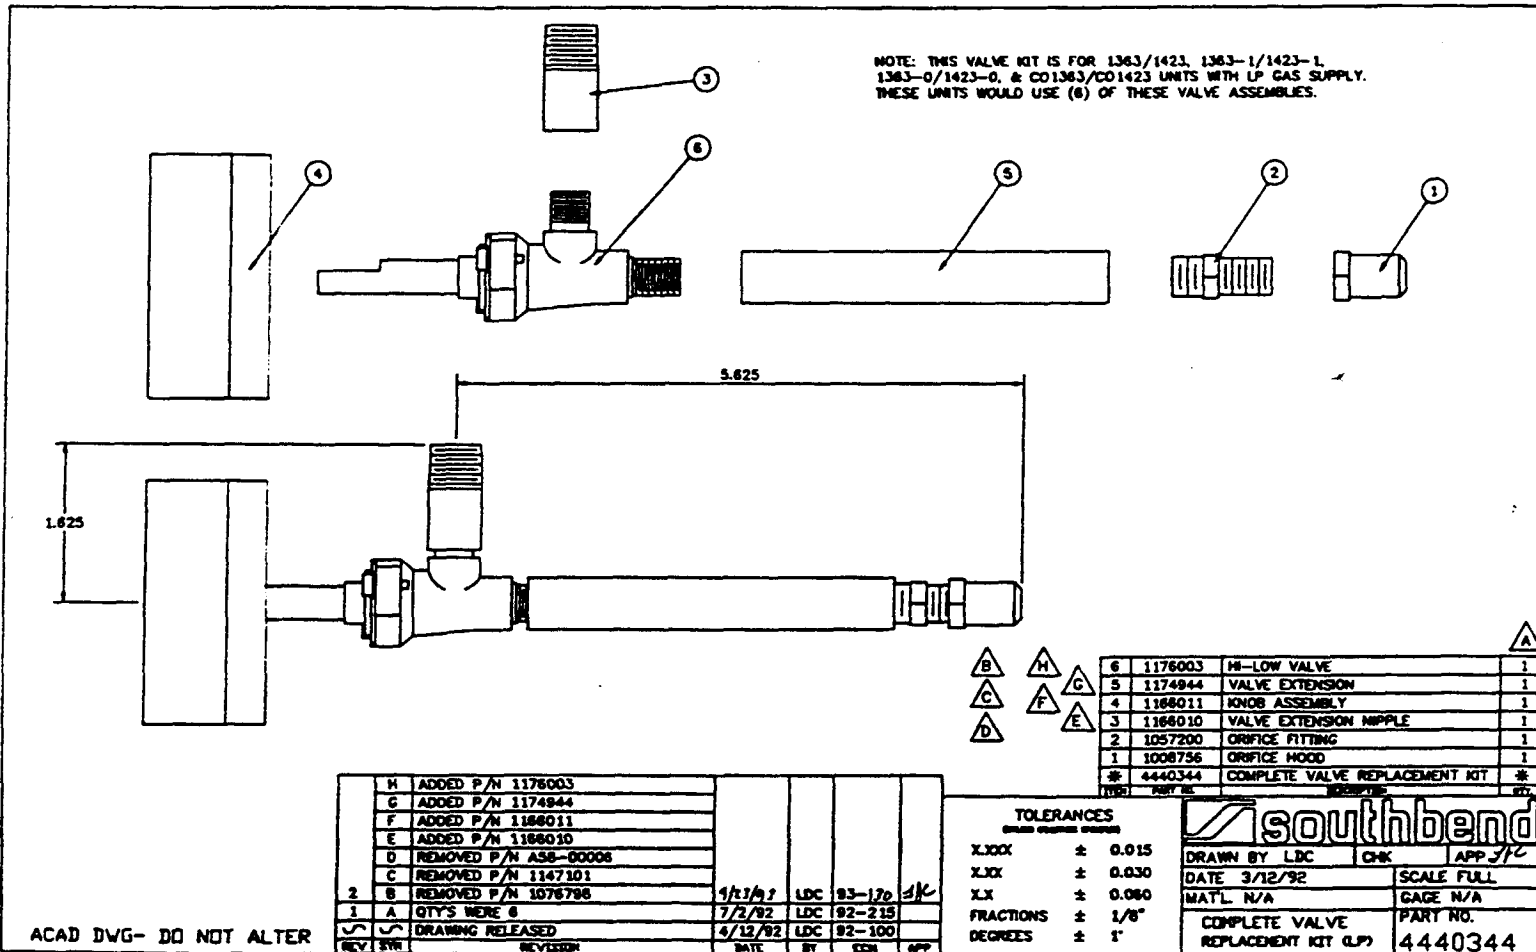 NOTE: THIS VALVE KIT IS FOR 1363/1423, 1363-1/1423-1,
1363-0/1423-0, & CO1363/CO1423 UNITS WITH LP GAS SUPPLY.
THESE UNITS WOULD USE (6) OF THESE VALVE ASSEMBLIES.
3
6
4
5
2
1
5.625
1.625
A
B H
G
C F
E
D
6 1176003 HI-LOW VALVE 1
5 1174944 VALVE EXTENSION 1
4 1166011 KNOB ASSEMBLY 1
3 1166010 VALVE EXTENSION NIPPLE 1
2 1057200 ORIFICE FITTING 1
1 1008756 ORIFICE HOOD 1
* 4440344 COMPLETE VALVE REPLACEMENT KIT *
ITEM PART NO. DESCRIPTION QTY.
H ADDED P/N 1176003
G ADDED P/N 1174944
F ADDED P/N 1166011
E ADDED P/N 1166010
D REMOVED P/N A58-00006
C REMOVED P/N 1147101
2 B REMOVED P/N 1076796 LDC 93-170
1 A QTY'S WERE 6 7/2/92 LDC 92-215
DRAWING RELEASED 4/12/92 LDC 92-100
REV SYM REVISION DATE BY ECN APP
TOLERANCES
X.XXX ± 0.015
X.XX ± 0.030
X.X ± 0.060
FRACTIONS ± 1/8"
DEGREES ± 1°
southbend
DRAWN BY LDC CHK APP
DATE 3/12/92 SCALE FULL
MAT'L N/A GAGE N/A
COMPLETE VALVE
REPLACEMENT KIT (LP)
PART NO.
4440344
ACAD DWG- DO NOT ALTER